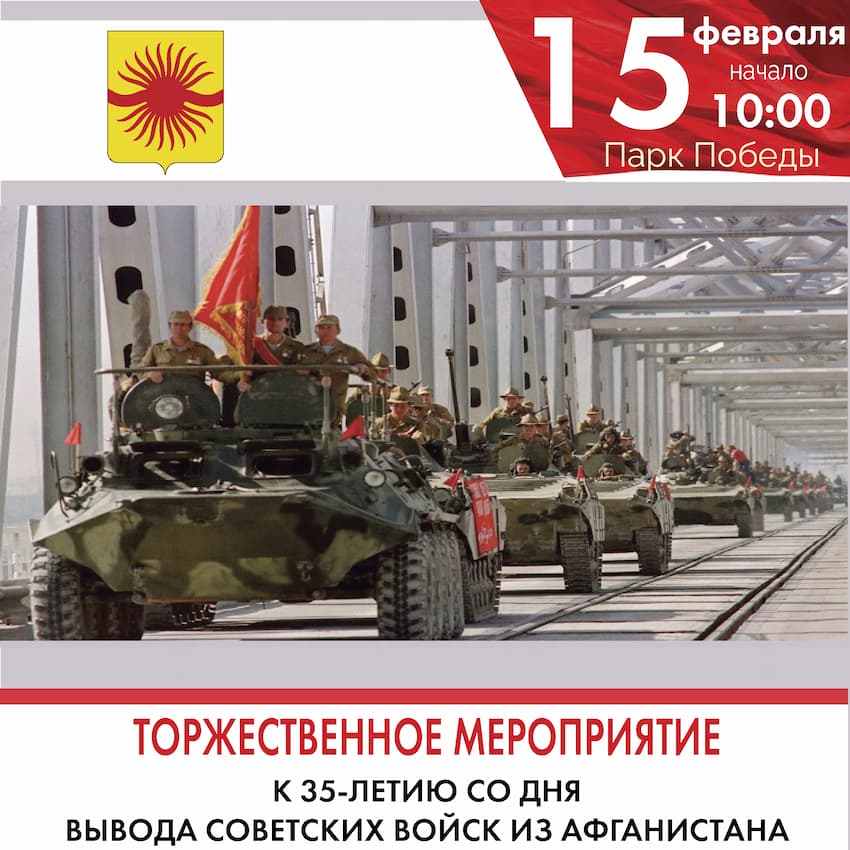 15 февраля
начало
10:00
Парк Победы
ТОРЖЕСТВЕННОЕ МЕРОПРИЯТИЕ
К 35-ЛЕТИЮ СО ДНЯ
ВЫВОДА СОВЕТСКИХ ВОЙСК ИЗ АФГАНИСТАНА